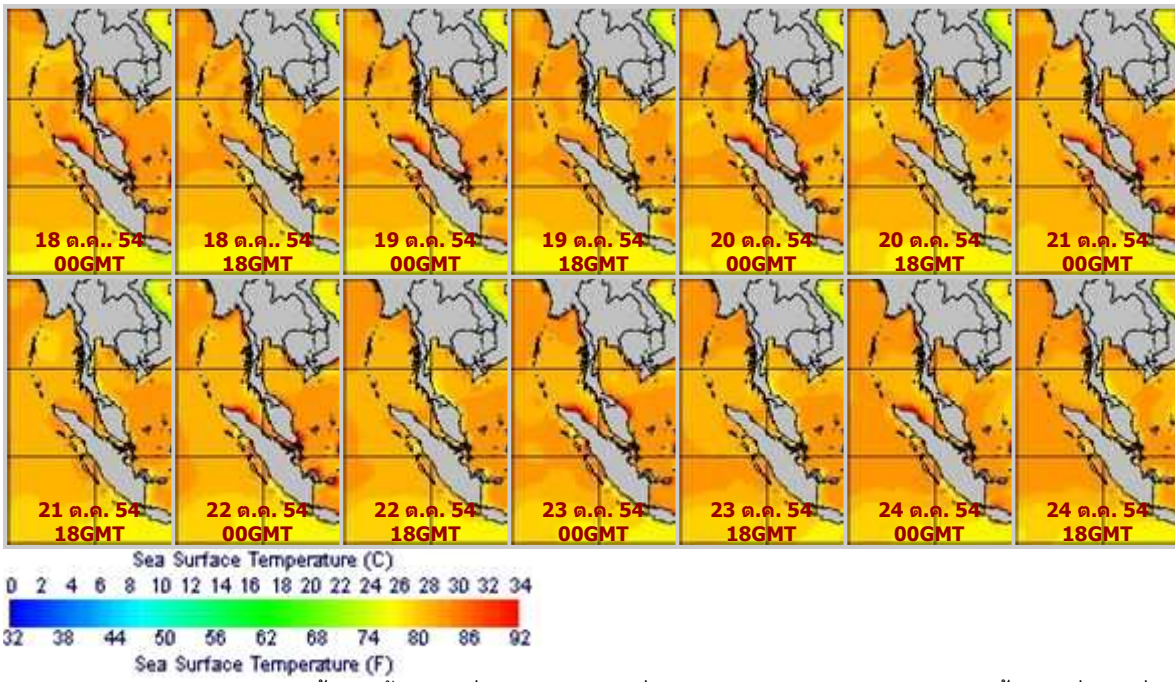 18 ต.ค.. 54
00GMT
18 ต.ค.. 54
18GMT
19 ต.ค. 54
00GMT
19 ต.ค. 54
18GMT
20 ต.ค. 54
00GMT
20 ต.ค. 54
18GMT
21 ต.ค. 54
00GMT
21 ต.ค. 54
18GMT
22 ต.ค. 54
00GMT
22 ต.ค. 54
18GMT
23 ต.ค. 54
00GMT
23 ต.ค. 54
18GMT
24 ต.ค. 54
00GMT
24 ต.ค. 54
18GMT
Sea Surface Temperature (C)
0 2 4 6 8 10 12 14 16 18 20 22 24 26 28 30 32 34
32 38 44 50 56 62 68 74 80 86 92
Sea Surface Temperature (F)